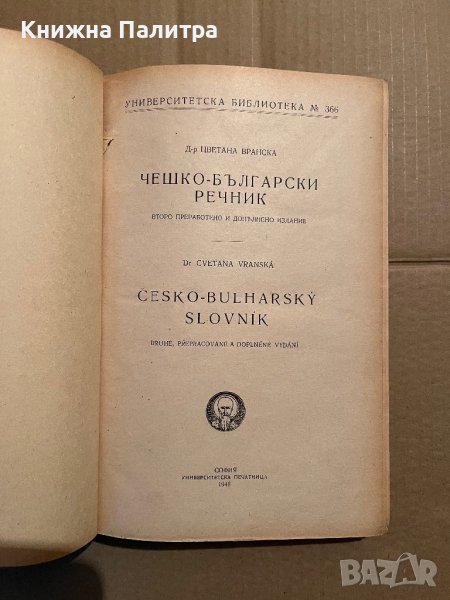 Книжна Палитра
УНИВЕРСИТЕТСКА БИБЛИОТЕКА № 366
Д-р ЦВЕТАНА ВРАНСКА
ЧЕШКО-БЪЛГАРСКИ
РЕЧНИК
ВТОРО ПРЕРАБОТЕНО И ДОПЪЛНЕНО ИЗДАНИЕ
Dr CVETANA VRANSKÁ
ČESKO-BULHARSKÝ
SLOVNÍK
DRUHÉ, PŘEPRACOVANÉ A DOPLNĚNÉ VYDÁNÍ
СОФИЯ
УНИВЕРСИТЕТСКА ПЕЧАТНИЦА
BAZAR